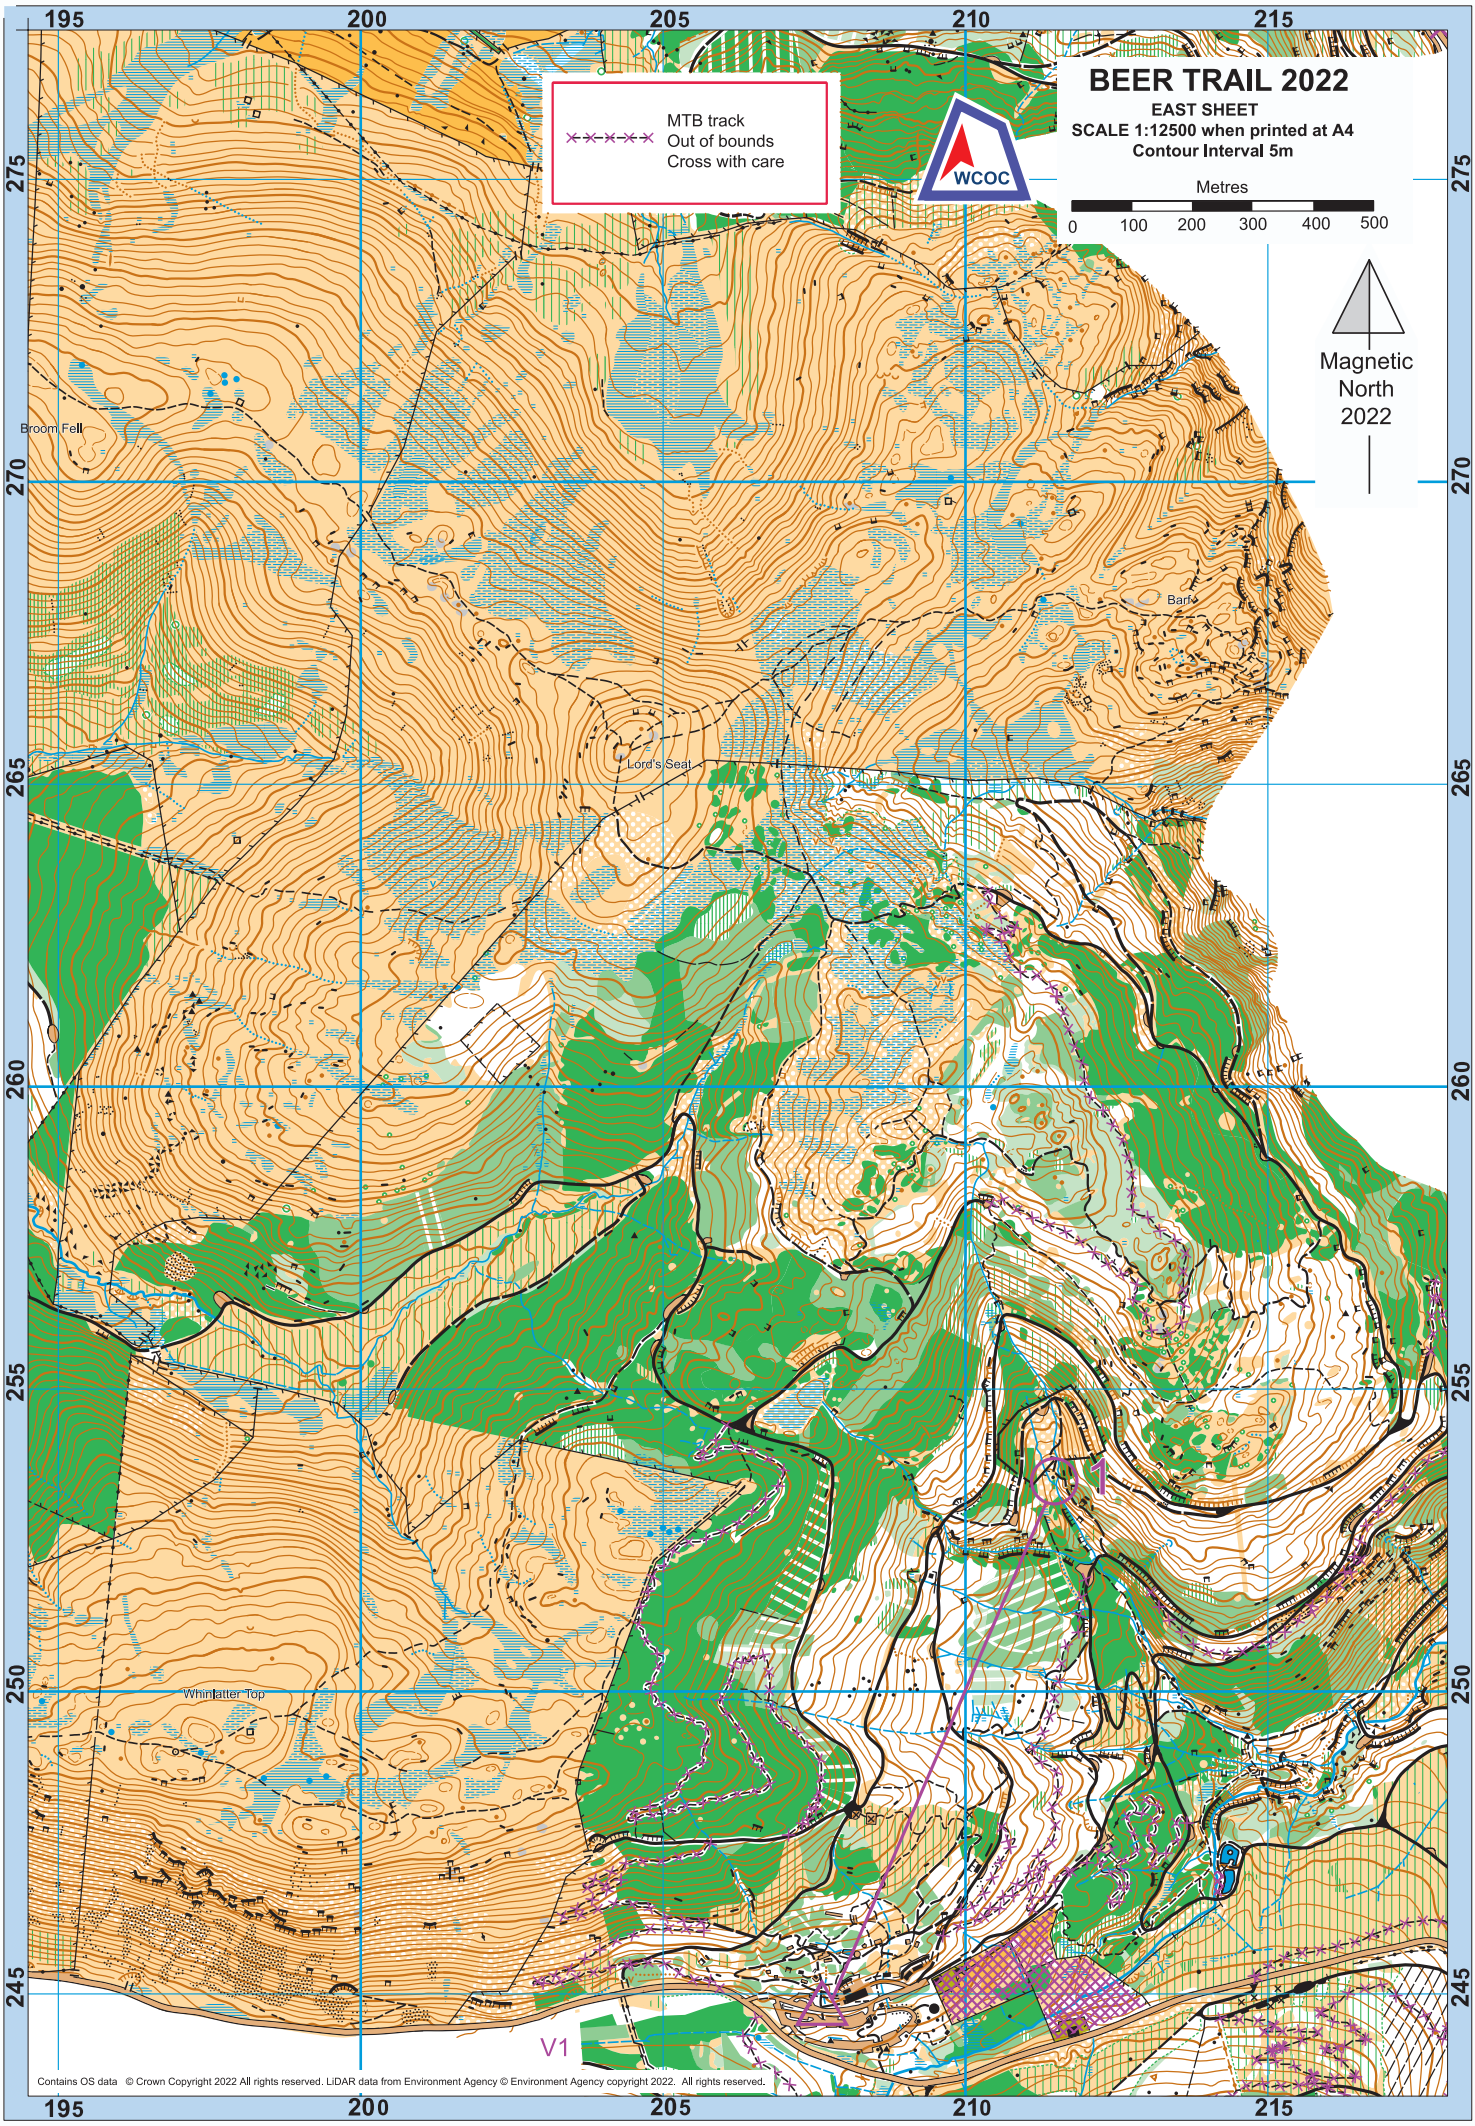 195 200 205 210 215
BEER TRAIL 2022
EAST SHEET
SCALE 1:12500 when printed at A4
Contour Interval 5m
Metres
0 100 200 300 400 500
MTB track
Out of bounds
Cross with care
WCOC
275 275
Magnetic
North
2022
Broom Fell
270 270
Barf
Lord's Seat
265 265
260 260
255 255
1
250 250
Whinlatter Top
245 245
V1
Contains OS data © Crown Copyright 2022 All rights reserved. LiDAR data from Environment Agency © Environment Agency copyright 2022. All rights reserved.
195 200 205 210 215